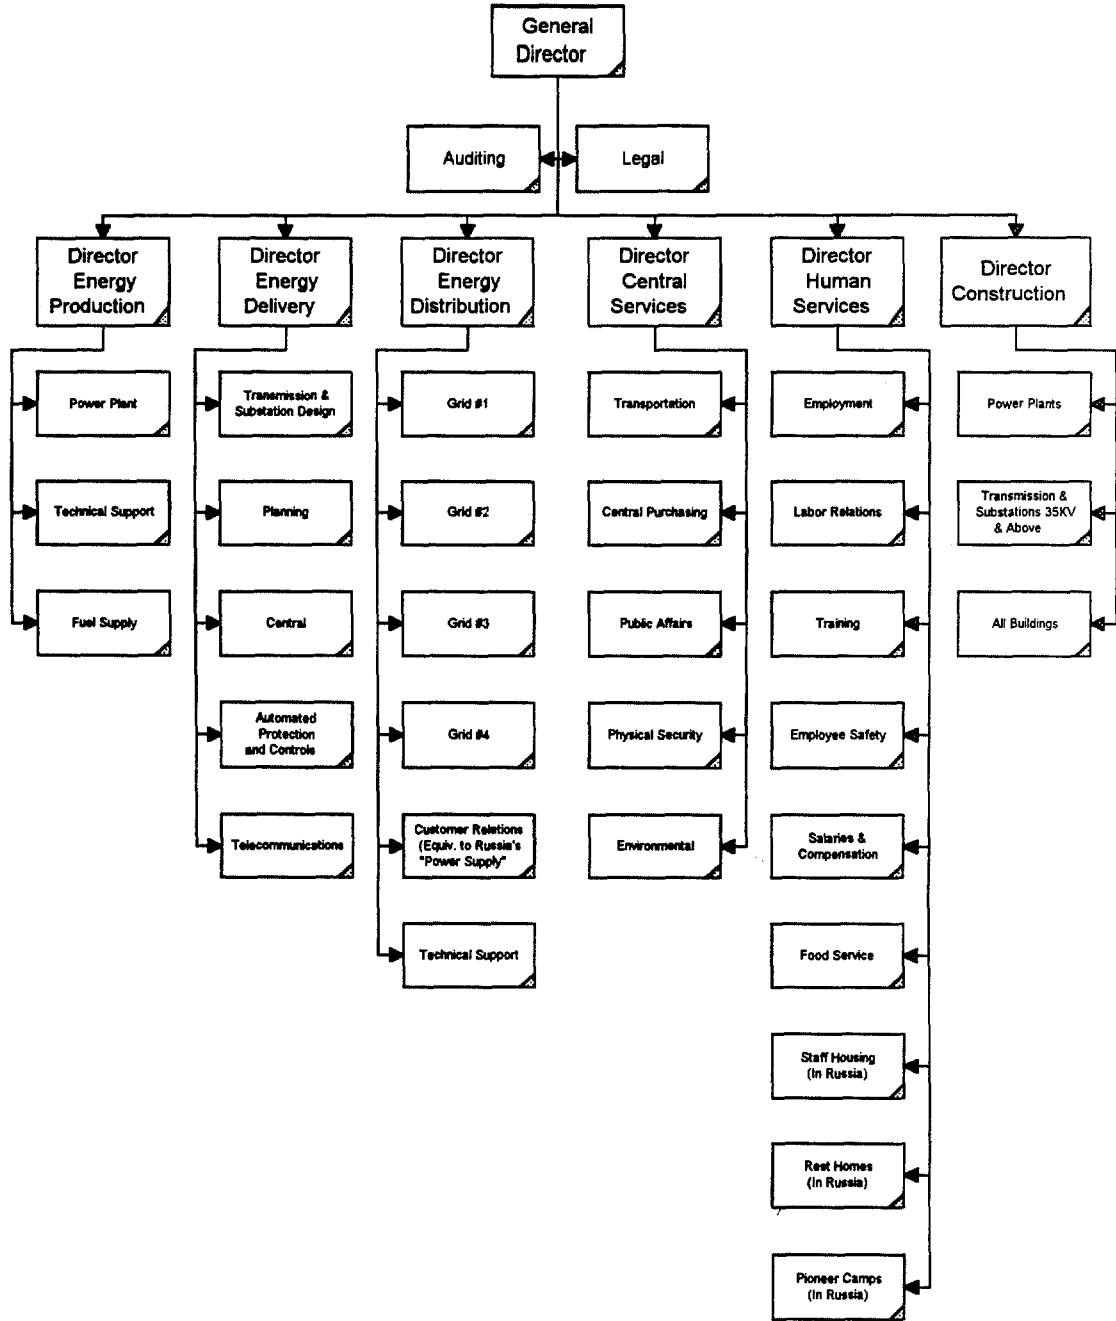 General
Director
Auditing
Legal
Director
Energy
Production
Director
Energy
Delivery
Director
Energy
Distribution
Director
Central
Services
Director
Human
Services
Director
Construction
Power Plant
Technical Support
Fuel Supply
Transmission &
Substation Design
Planning
Central
Automated
Protection
and Controls
Telecommunications
Grid #1
Grid #2
Grid #3
Grid #4
Customer Relations
(Equiv. to Russia's
"Power Supply"
Technical Support
Transportation
Central Purchasing
Public Affairs
Physical Security
Environmental
Employment
Labor Relations
Training
Employee Safety
Salaries &
Compensation
Food Service
Staff Housing
(In Russia)
Rest Homes
(In Russia)
Pioneer Camps
(In Russia)
Power Plants
Transmission &
Substations 35KV
& Above
All Buildings